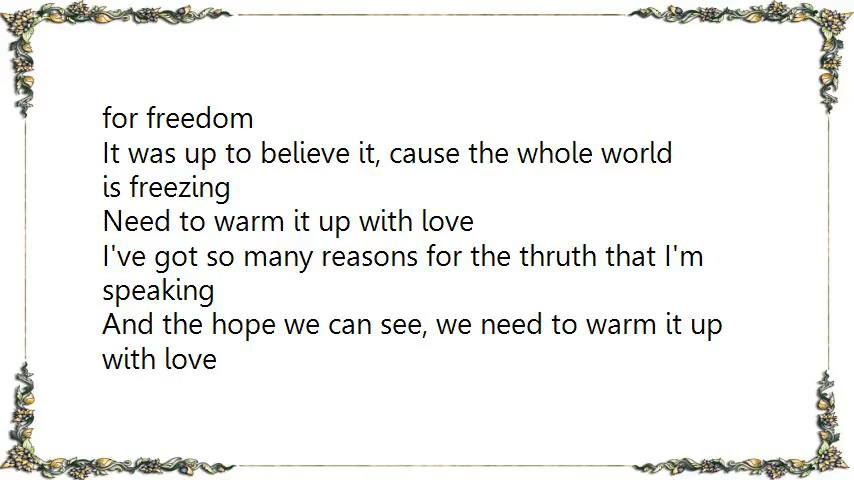 for freedom
It was up to believe it, cause the whole world
is freezing
Need to warm it up with love
I've got so many reasons for the thruth that I'm
speaking
And the hope we can see, we need to warm it up
with love